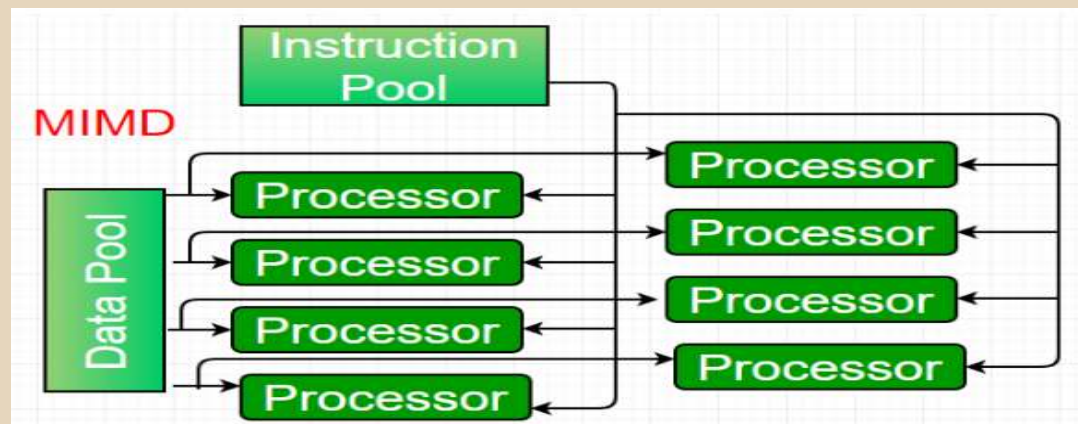 Instruction
Pool
MIMD
Data Pool
Processor
Processor
Processor
Processor
Processor
Processor
Processor
Processor